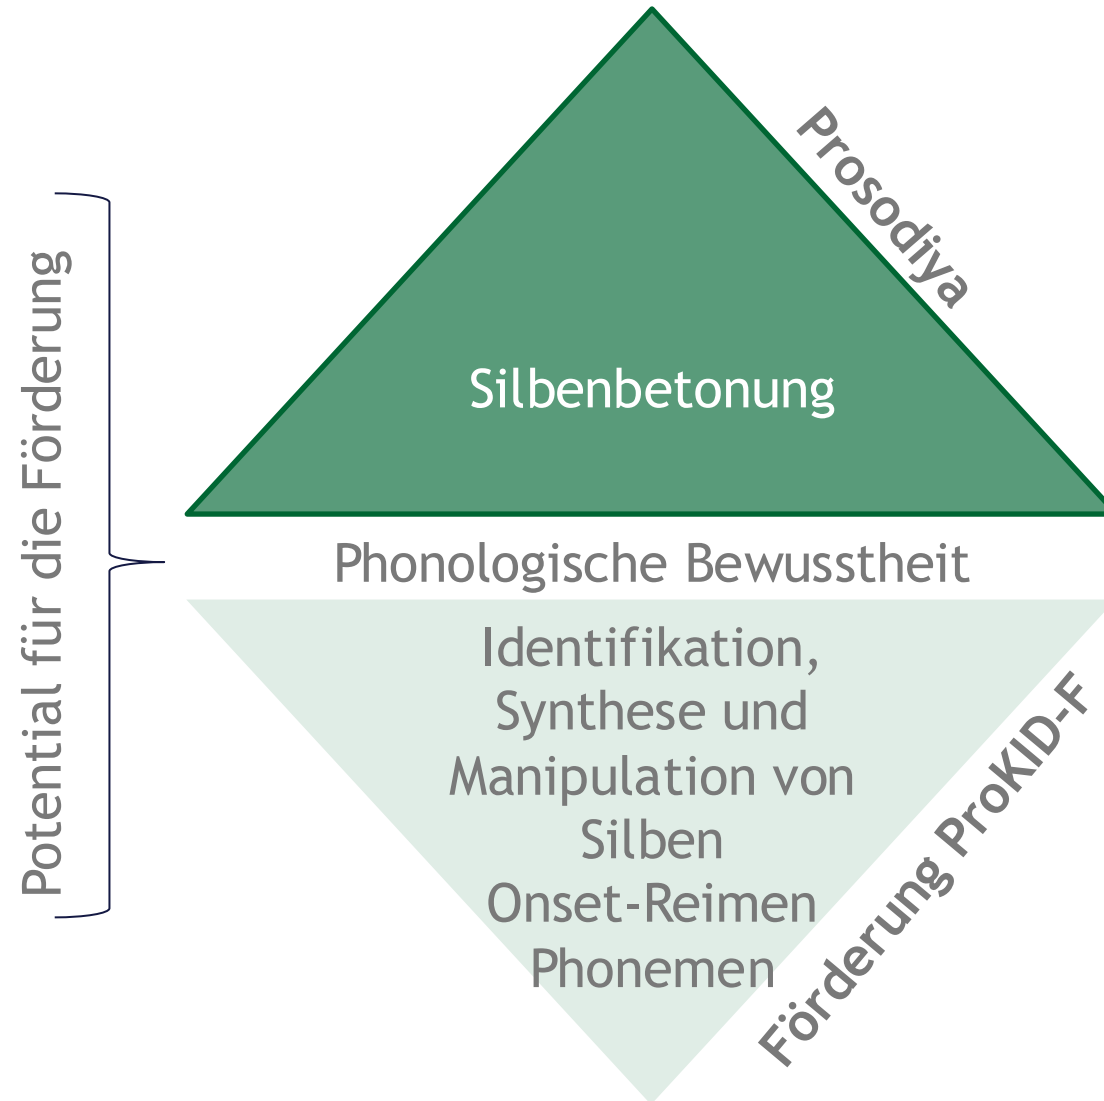 Potential für die Förderung
Prosodiya
Silbenbetonung
Phonologische Bewusstheit
Identifikation,
Synthese und
Manipulation von
Silben
Onset-Reimen
Phonemen
Förderung ProKID-F